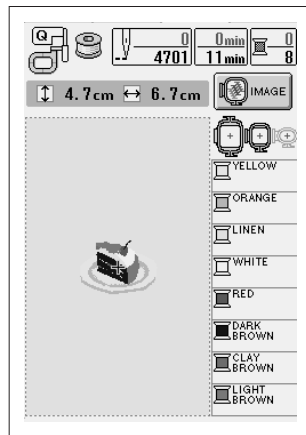 Q
0
4701
0min
11min
0
8
4.7cm 6.7cm
IMAGE
YELLOW
ORANGE
LINEN
WHITE
RED
DARK
BROWN
CLAY
BROWN
LIGHT
BROWN